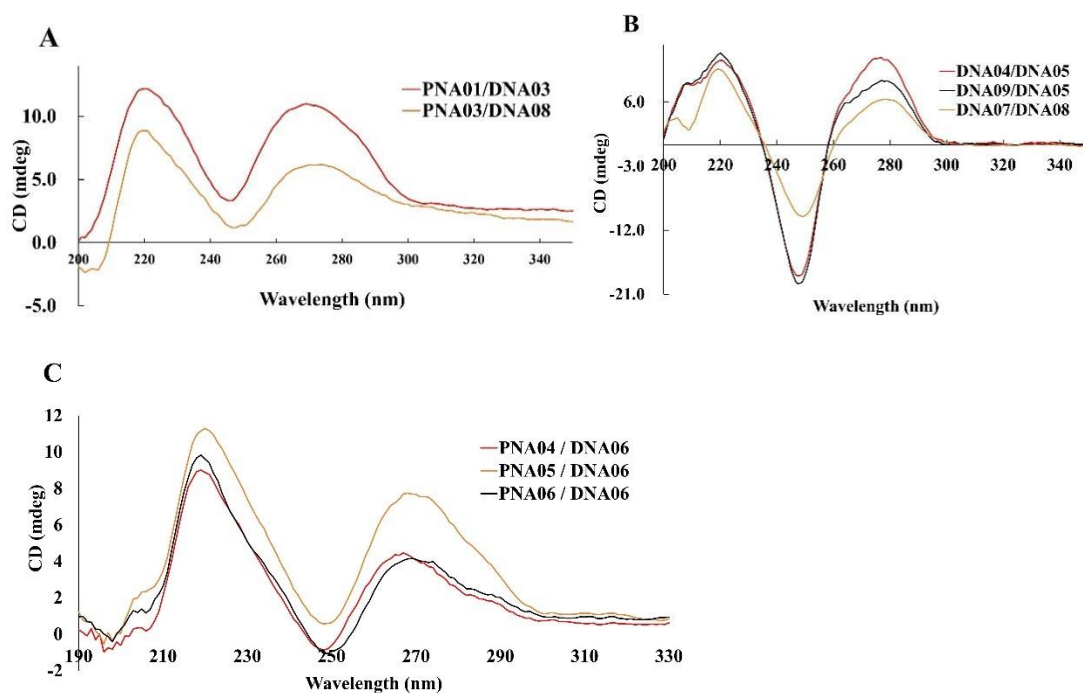 A
CD (mdeg)
10.0
5.0
0.0
-5.0
200 220 240 260 280 300 320 340
Wavelength (nm)
PNA01/DNA03
PNA03/DNA08
B
CD (mdeg)
6.0
-3.0
-12.0
-21.0
200 220 240 260 280 300 320 340
Wavelength (nm)
DNA04/DNA05
DNA09/DNA05
DNA07/DNA08
C
CD (mdeg)
12
10
8
6
4
2
0
-2
190 210 230 250 270 290 310 330
Wavelength (nm)
PNA04 / DNA06
PNA05 / DNA06
PNA06 / DNA06